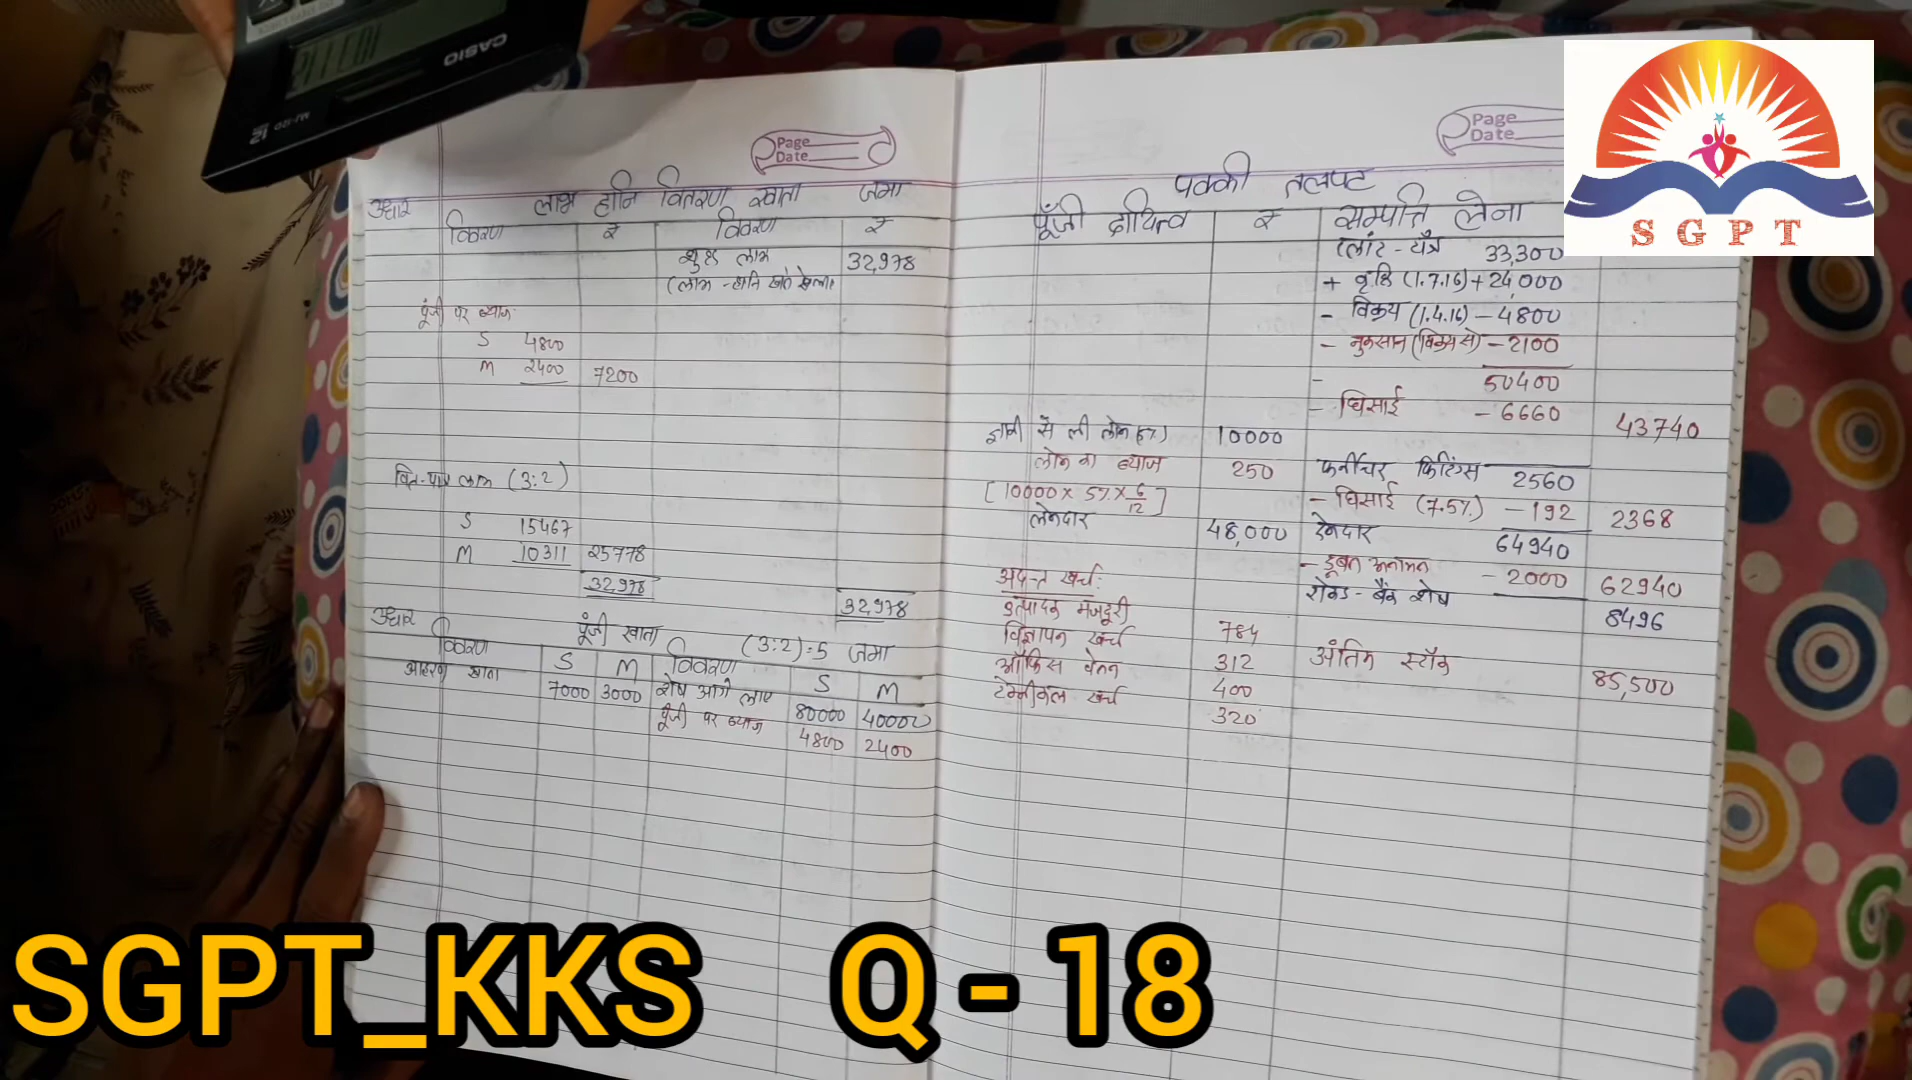 CASIO
MJ-120
12
Page
Date
उधार लाभ हानि वितरण खाता जमा
विवरण ₹ विवरण ₹
शुद्ध लाभ 32,978
(लाभ-हानि खाते
पूंजी पर ब्याज
S 4800
M 2400 7200
लाभ (3:2)
S 15467
M 10311 25778
32,978 32,978
उधार पूँजी खाता (3:2)=5 जमा
विवरण S M विवरण S M
खाता 7000 3000 शेष आगे लाए 80000 40000
पूँजी पर ब्याज 4800 2400
Page
Date
पक्की तलपट
पूँजी दायित्व ₹ सम्पत्ति लेना
प्लांट-यंत्र 33,300
+ वृद्धि (1.7.16) +24,000
- विक्रय (1.4.16) -4800
- नुकसान (विक्रय से) -2100
- 50400
- घिसाई -6660 43740
से ली लोन 10000
लोन का ब्याज 250 फर्नीचर फिटिंग्स 2560
[10000 x 5% x 6/12] - घिसाई (7.5%) -192 2368
लेनदार 48,000 देनदार 64940
- डूबत अनामत -2000 62940
अदत्त खर्च: रोकड-बैंक शेष 8496
उत्पादक मजदूरी 784
विज्ञापन खर्च 312 अंतिम स्टॉक 85,500
ऑफिस वेतन 400
खर्च 320
SGPT
SGPT_KKS Q-18